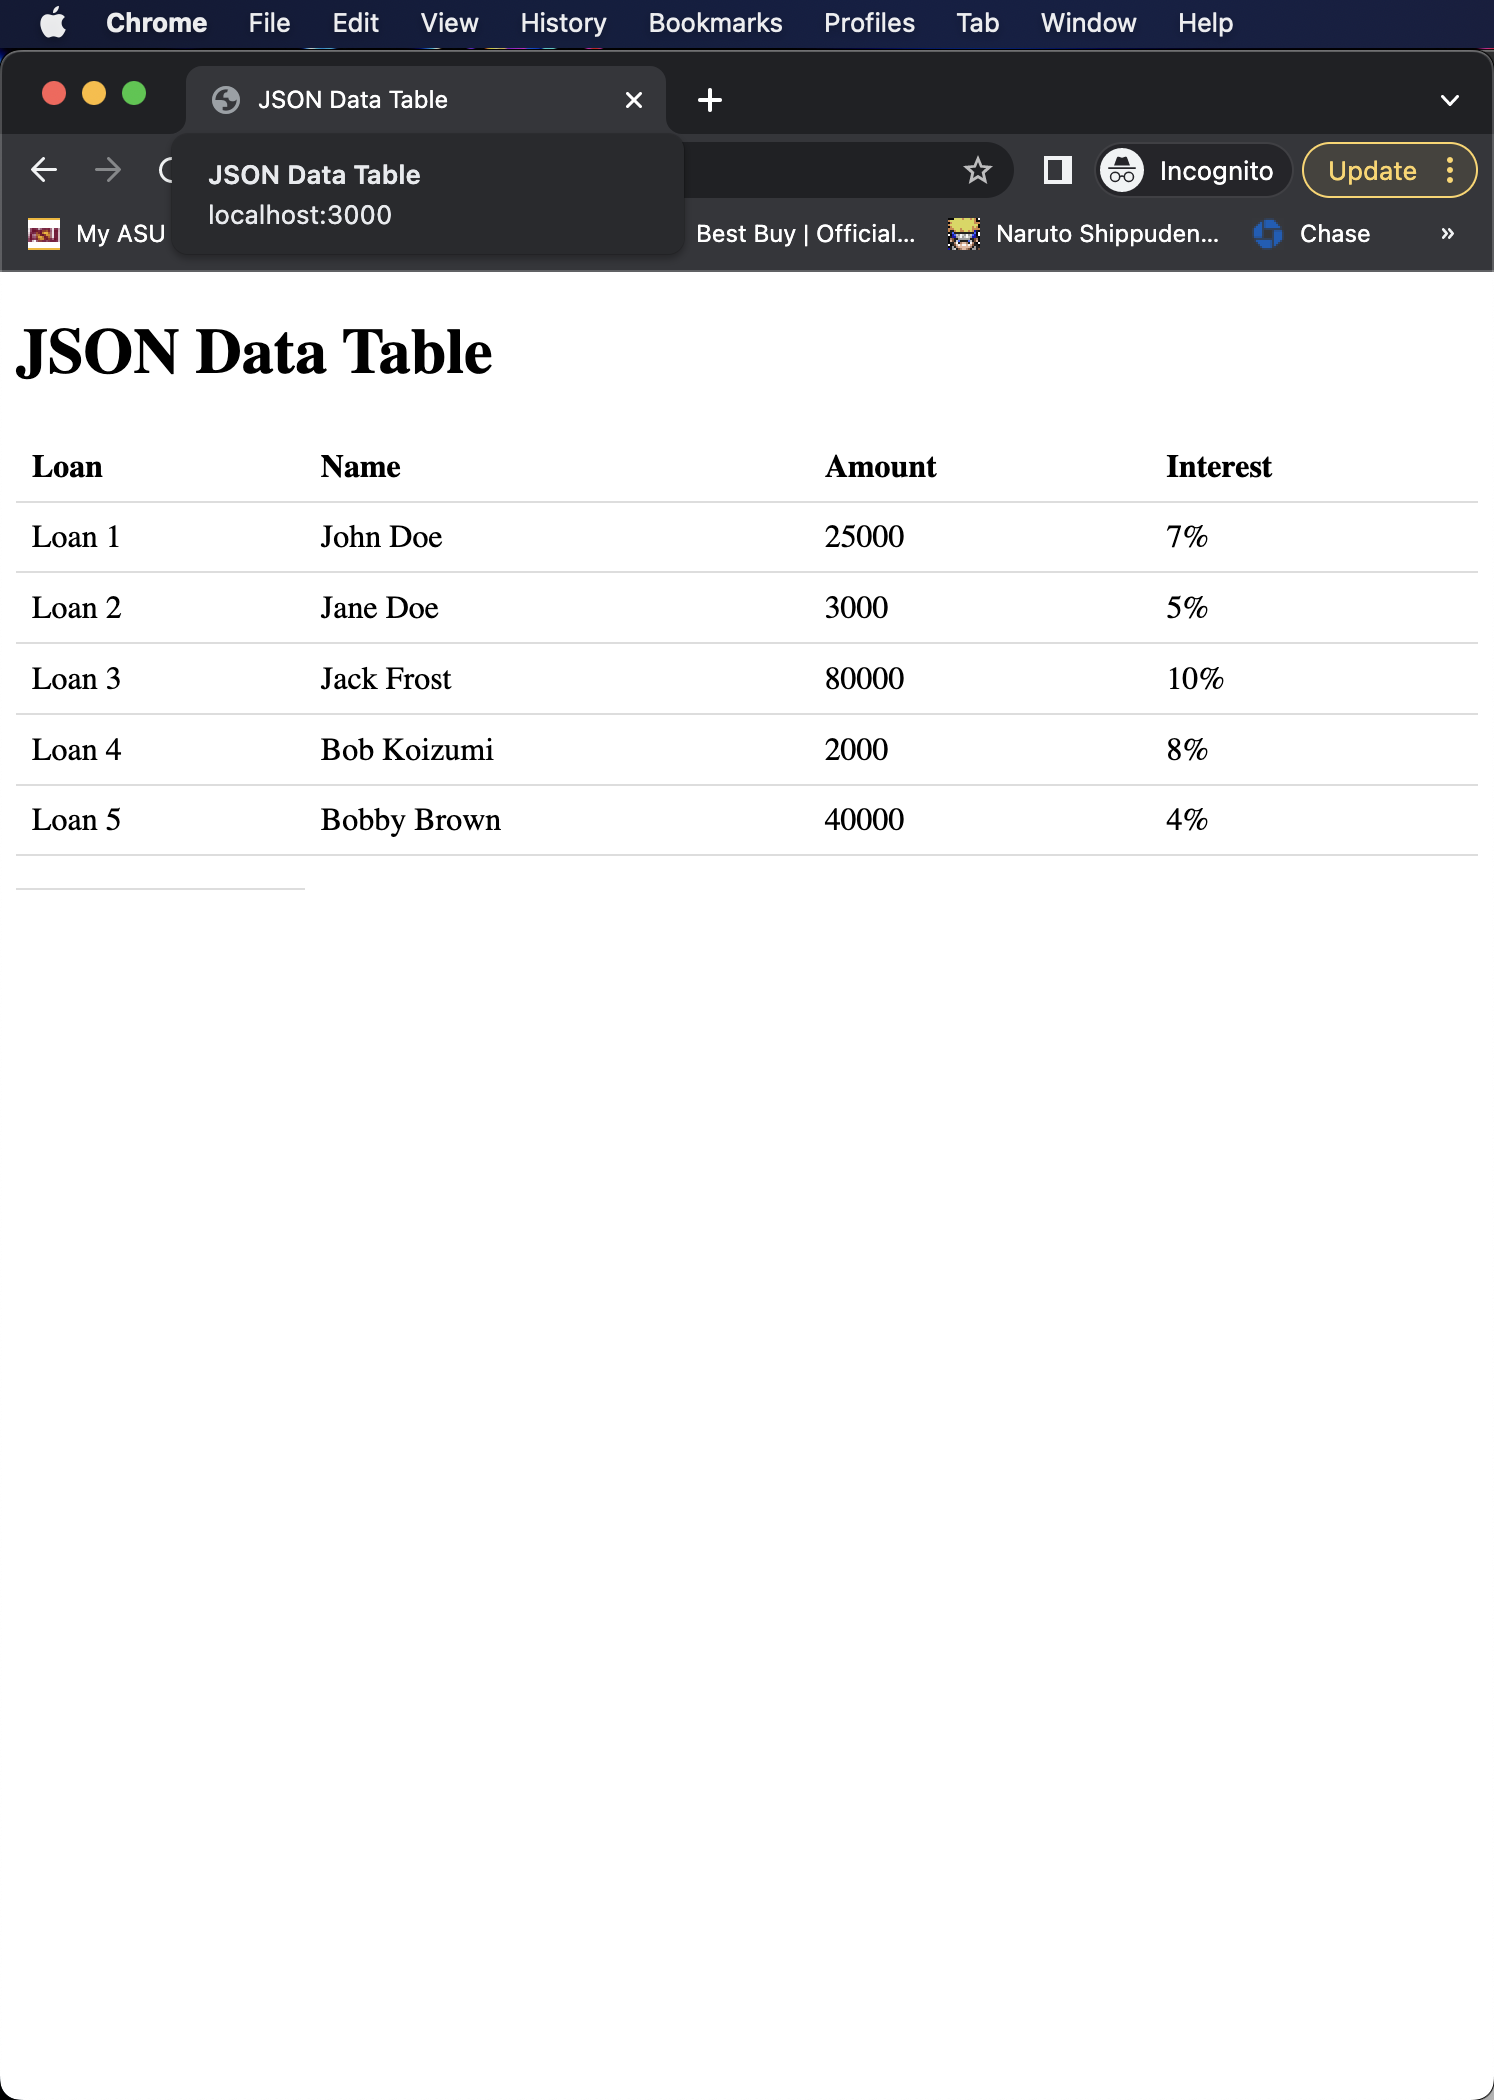 Chrome File Edit View History Bookmarks Profiles Tab Window Help
JSON Data Table
Incognito Update
JSON Data Table
localhost:3000
My ASU Best Buy | Official... Naruto Shippuden... Chase »
JSON Data Table
Loan Name Amount Interest
Loan 1 John Doe 25000 7%
Loan 2 Jane Doe 3000 5%
Loan 3 Jack Frost 80000 10%
Loan 4 Bob Koizumi 2000 8%
Loan 5 Bobby Brown 40000 4%